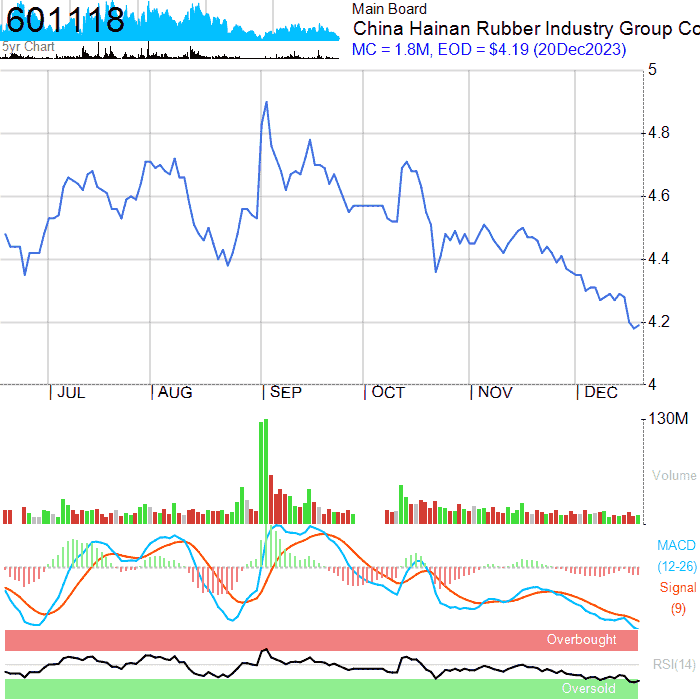 601118
5yr Chart
Main Board
China Hainan Rubber Industry Group Co
MC = 1.8M, EOD = $4.19 (20Dec2023)
5
4.8
4.6
4.4
4.2
4
JUL AUG SEP OCT NOV DEC
130M
Volume
MACD
(12-26)
Signal
(9)
Overbought
RSI(14)
Oversold